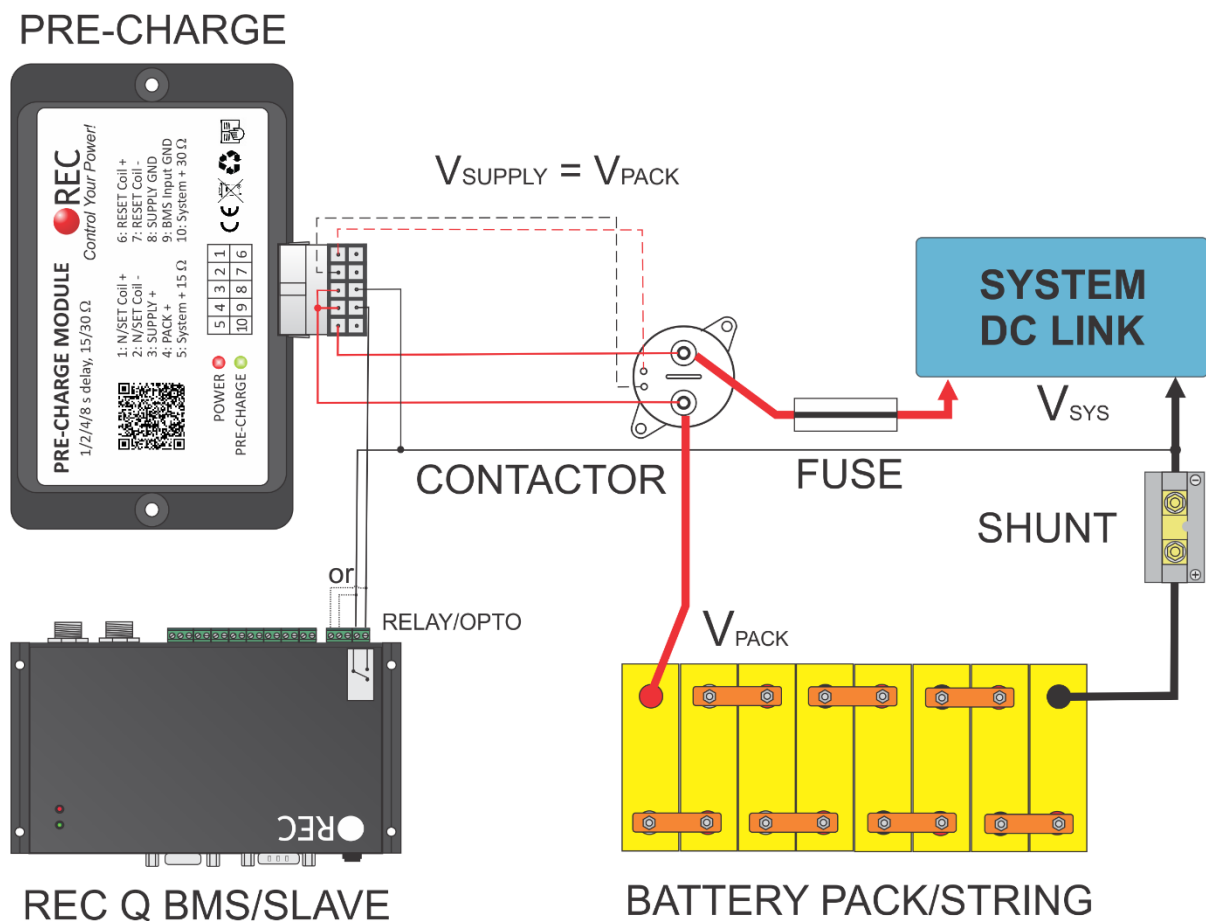 PRE-CHARGE
REC
Control Your Power!
PRE-CHARGE MODULE
1/2/4/8 s delay, 15/30 Ω
1: N/SET Coil +
2: N/SET Coil -
3: SUPPLY +
4: PACK +
5: System + 15 Ω
6: RESET Coil +
7: RESET Coil -
8: SUPPLY GND
9: BMS Input GND
10: System + 30 Ω
5 4 3 2 1
10 9 8 7 6
POWER
PRE-CHARGE
CE
VSUPPLY = VPACK
SYSTEM
DC LINK
VSYS
CONTACTOR
FUSE
SHUNT
or
RELAY/OPTO
VPACK
REC
REC Q BMS/SLAVE
BATTERY PACK/STRING